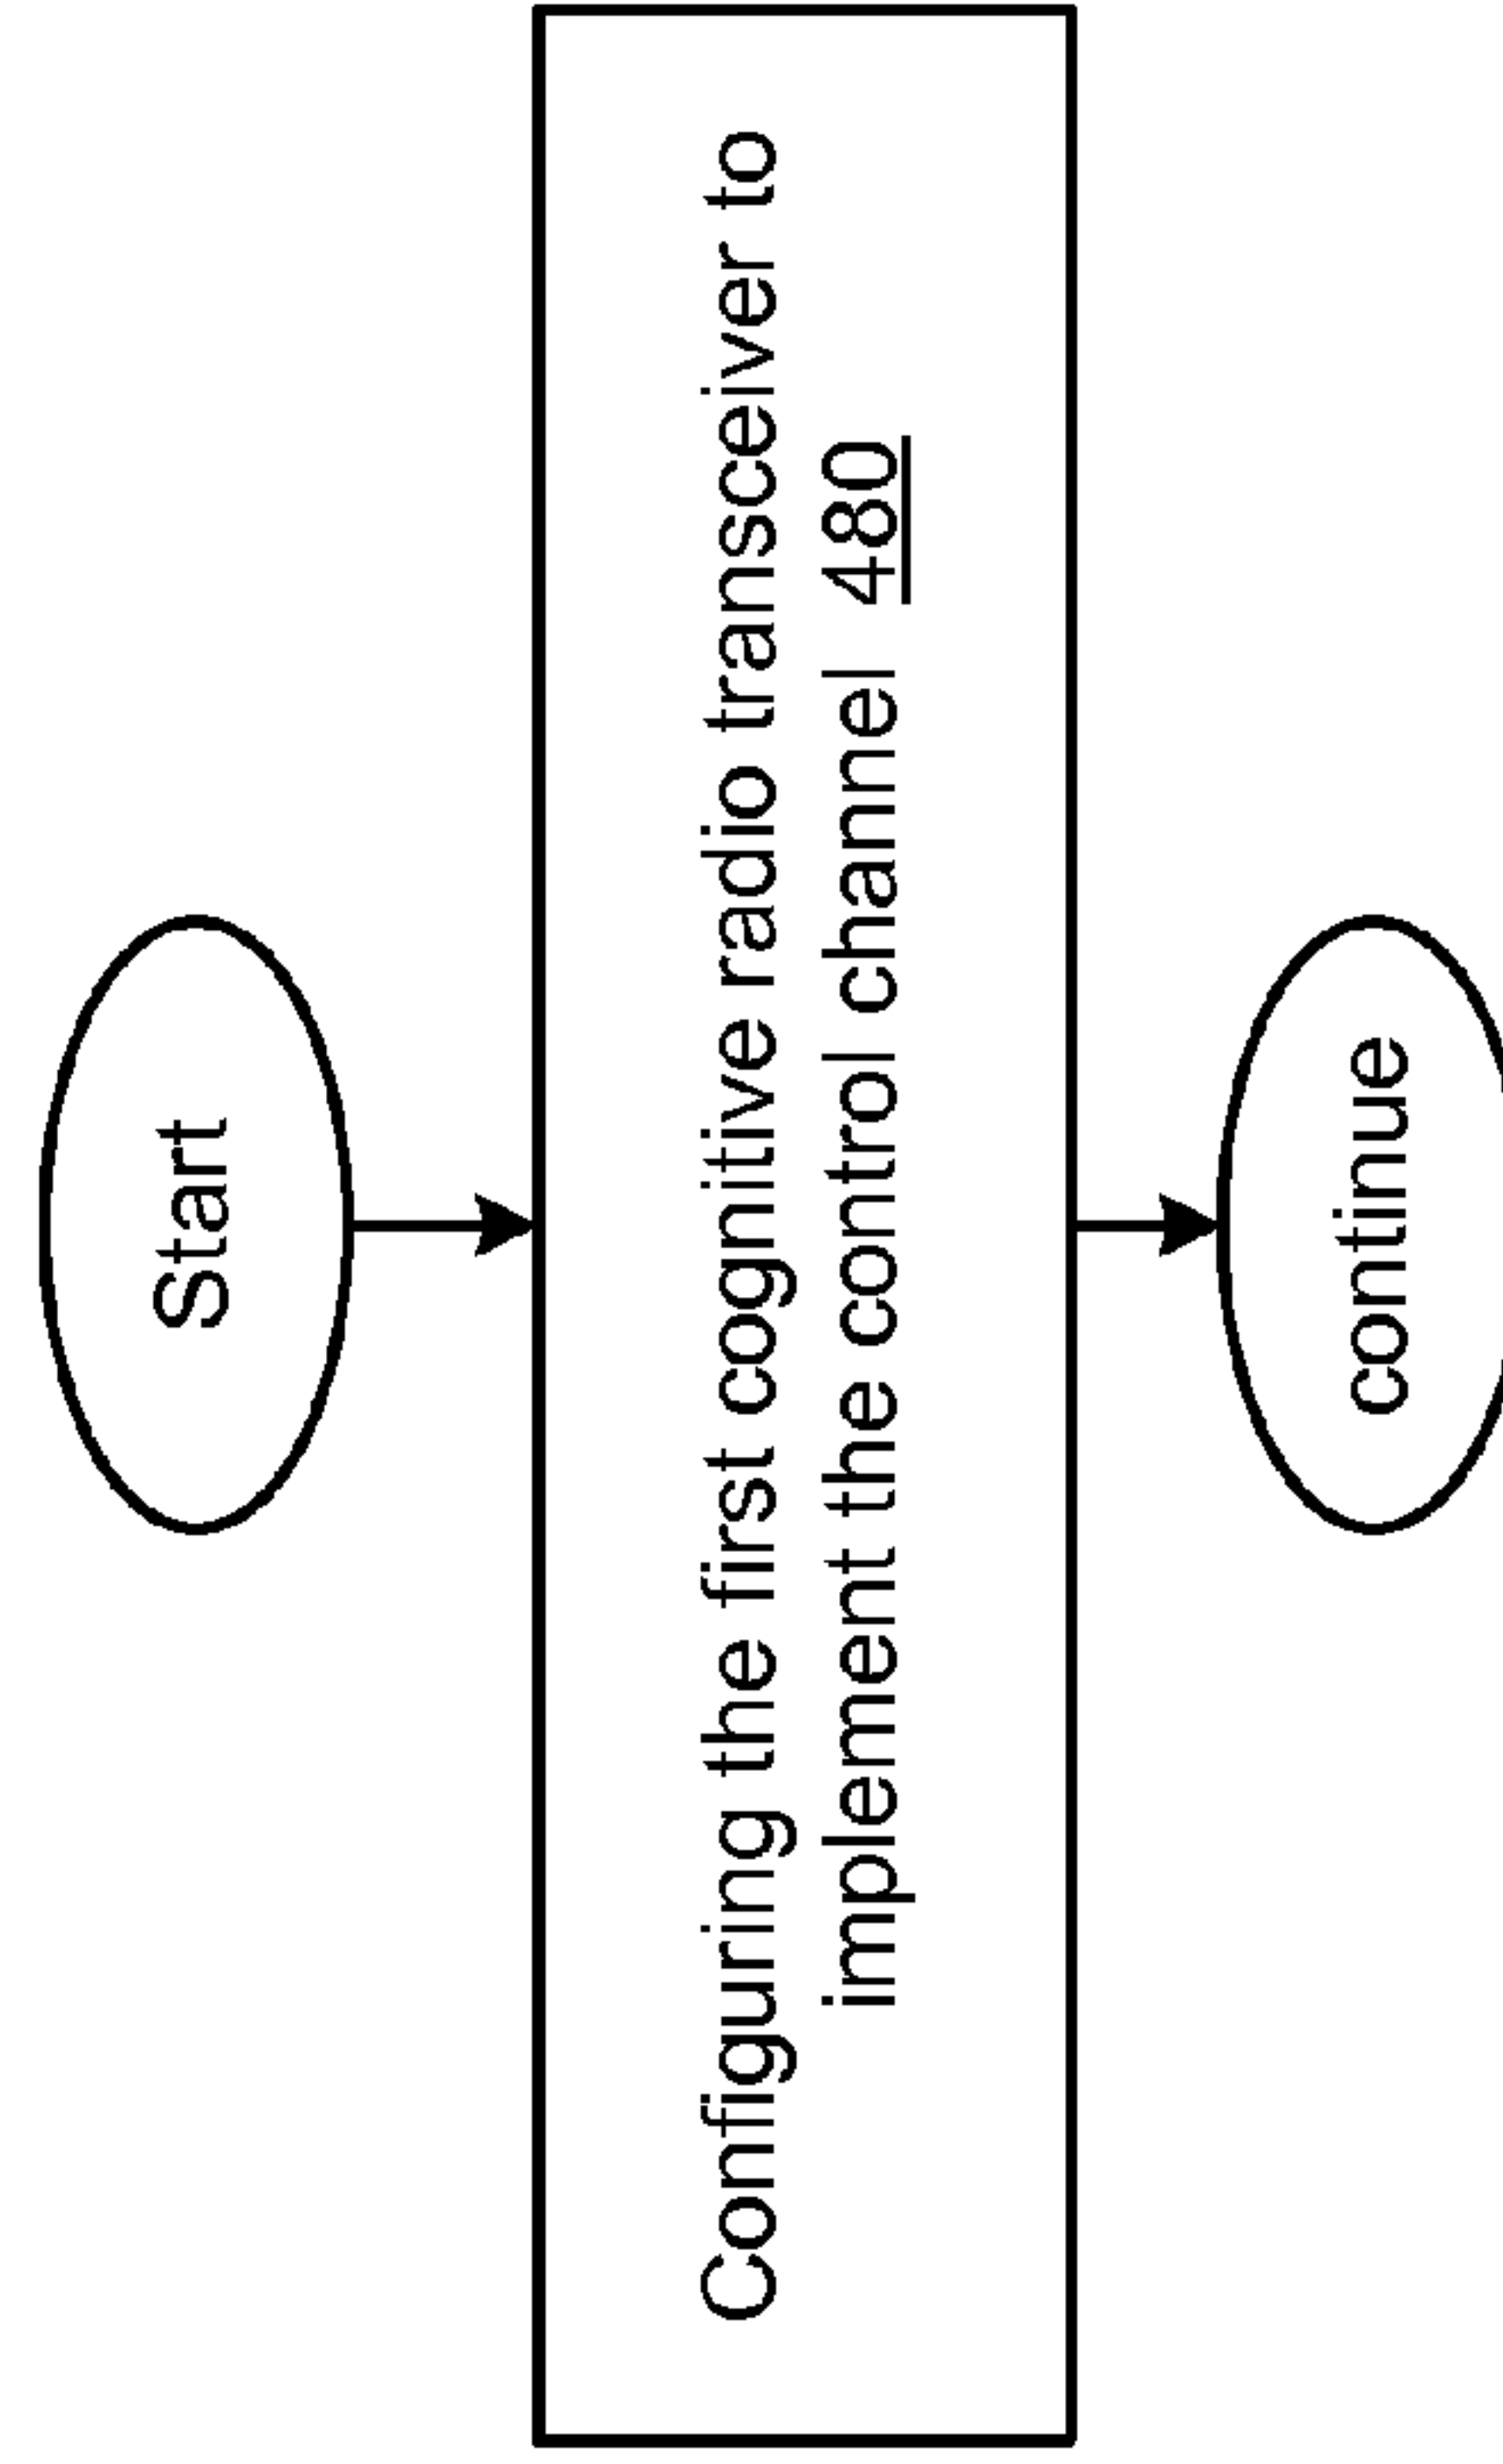 Start
Configuring the first cognitive radio transceiver to
implement the control channel 480
continue